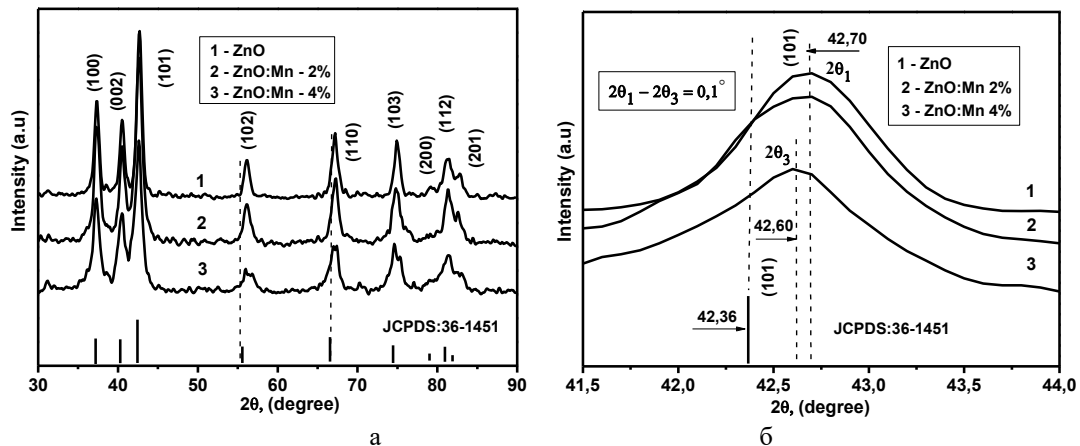 1 - ZnO
2 - ZnO:Mn - 2%
3 - ZnO:Mn - 4%
(100)
(002)
(101)
(102)
(110)
(103)
(200)
(112)
(201)
1
2
3
JCPDS:36-1451
Intensity (a.u)
30 40 50 60 70 80 90
2θ, (degree)
а
(101)
42,70
1 - ZnO
2 - ZnO:Mn 2%
3 - ZnO:Mn 4%
2θ₁ − 2θ₃ = 0,1°
2θ₁
2θ₃
42,60
(101)
42,36
1
2
3
JCPDS:36-1451
Intensity (a.u)
41,5 42,0 42,5 43,0 43,5 44,0
2θ, (degree)
б